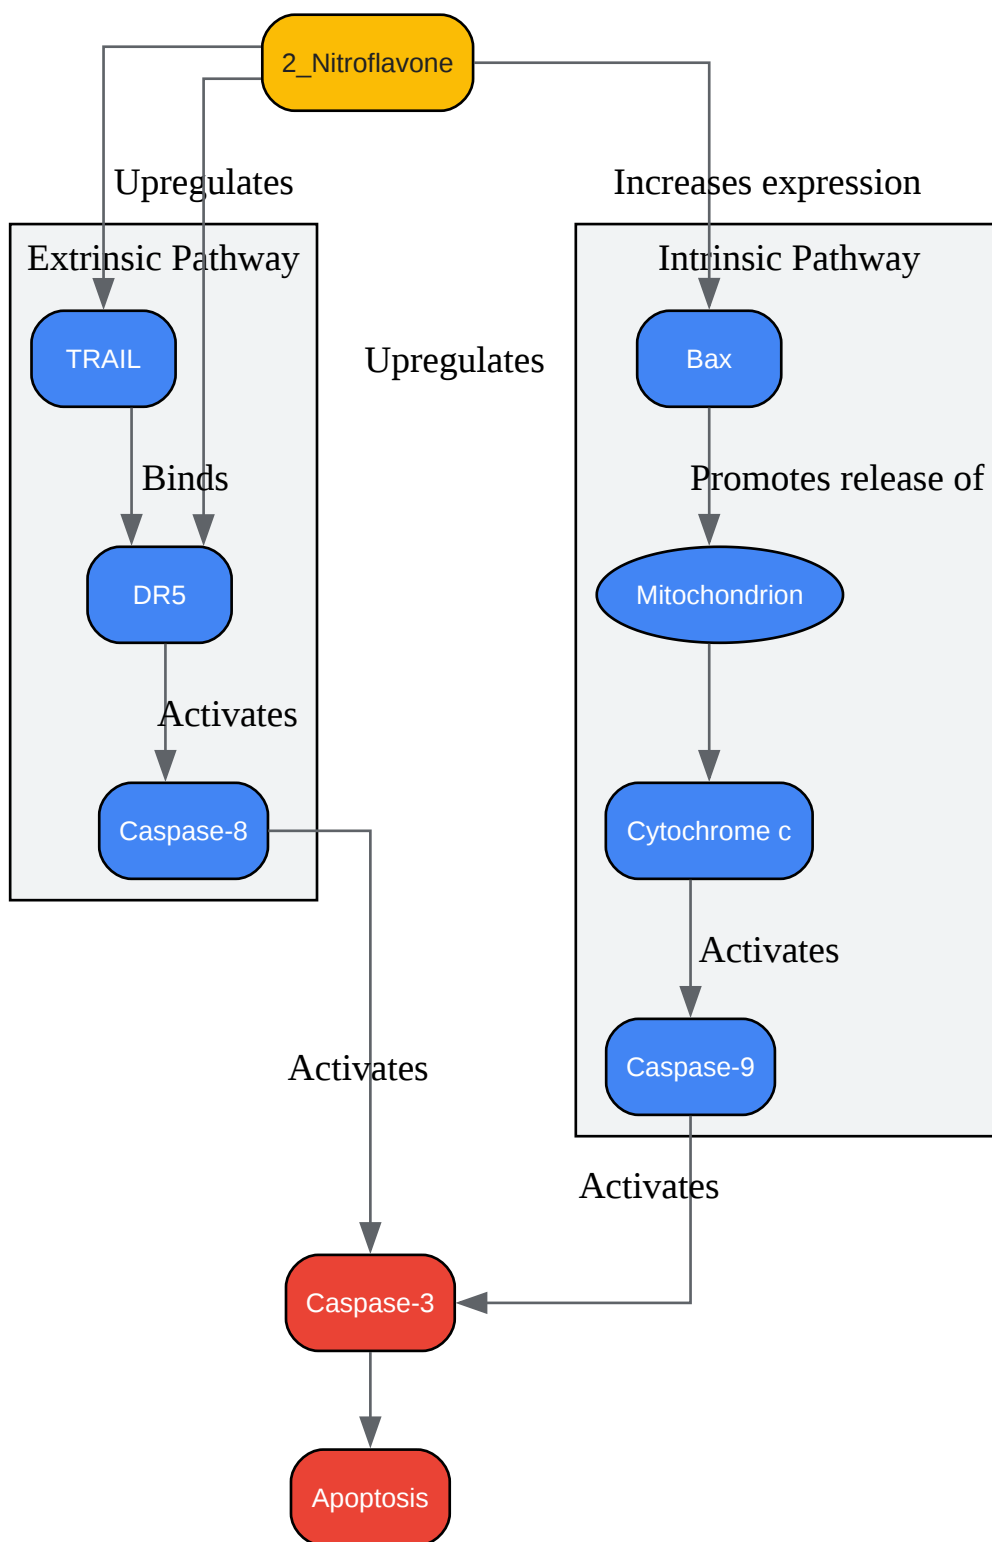 2_Nitroflavone
Upregulates
Increases expression
Extrinsic Pathway
Intrinsic Pathway
TRAIL
Upregulates
Bax
Binds
Promotes release of
DR5
Mitochondrion
Activates
Caspase-8
Cytochrome c
Activates
Activates
Caspase-9
Activates
Caspase-3
Apoptosis